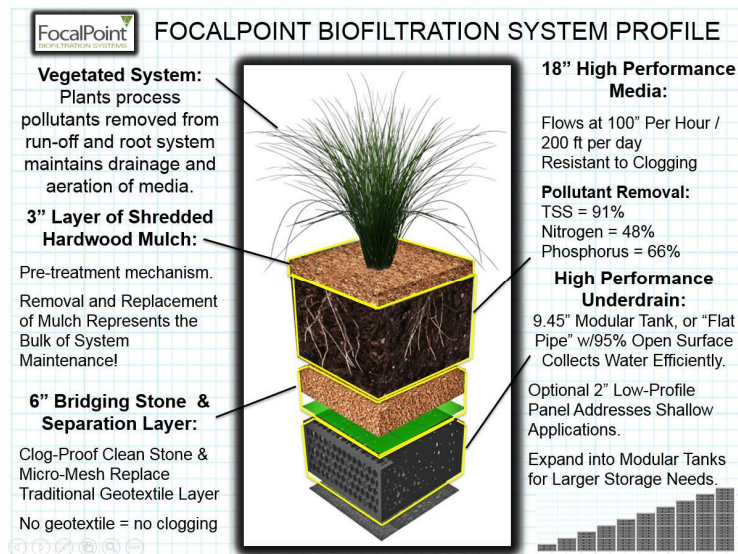 FocalPoint
BIOFILTRATION SYSTEMS
FOCALPOINT BIOFILTRATION SYSTEM PROFILE
Vegetated System:
Plants process
pollutants removed from
run-off and root system
maintains drainage and
aeration of media.
3” Layer of Shredded
Hardwood Mulch:
Pre-treatment mechanism.
Removal and Replacement
of Mulch Represents the
Bulk of System
Maintenance!
6” Bridging Stone &
Separation Layer:
Clog-Proof Clean Stone &
Micro-Mesh Replace
Traditional Geotextile Layer
No geotextile = no clogging
18” High Performance
Media:
Flows at 100” Per Hour /
200 ft per day
Resistant to Clogging
Pollutant Removal:
TSS = 91%
Nitrogen = 48%
Phosphorus = 66%
High Performance
Underdrain:
9.45” Modular Tank, or “Flat
Pipe” w/95% Open Surface
Collects Water Efficiently.
Optional 2” Low-Profile
Panel Addresses Shallow
Applications.
Expand into Modular Tanks
for Larger Storage Needs.